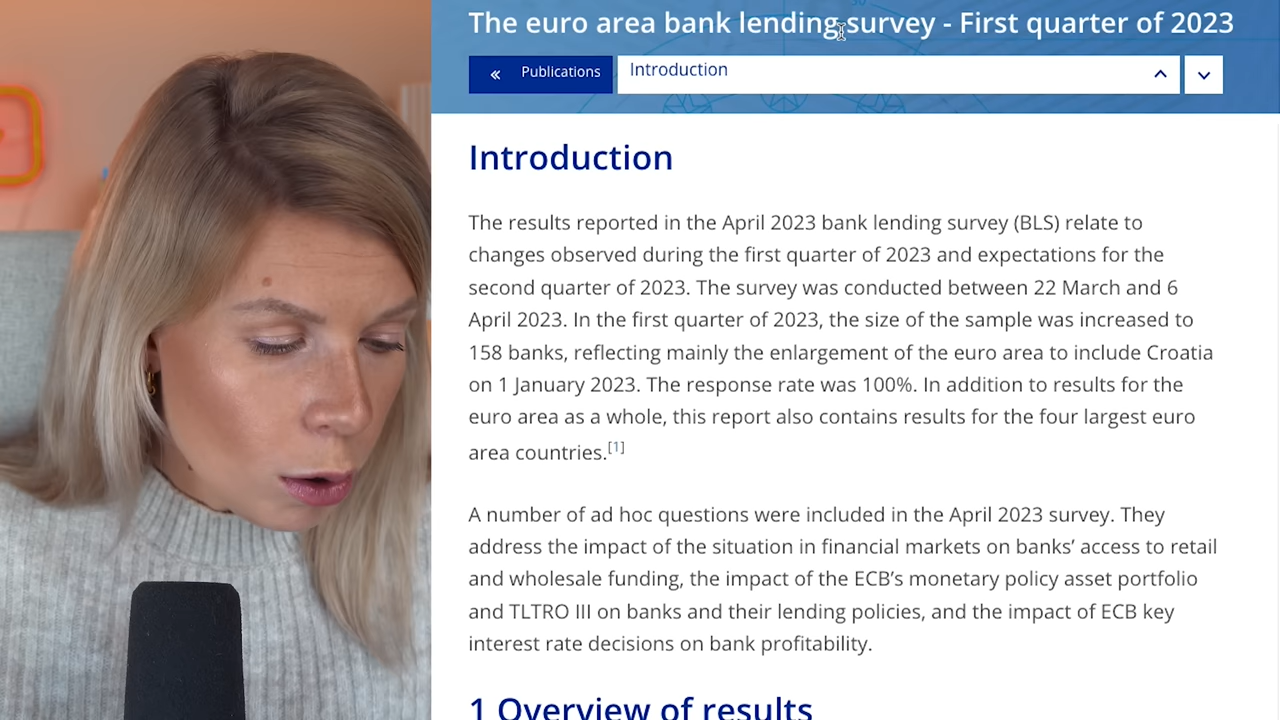 The euro area bank lending survey - First quarter of 2023
« Publications
Introduction
Introduction
The results reported in the April 2023 bank lending survey (BLS) relate to
changes observed during the first quarter of 2023 and expectations for the
second quarter of 2023. The survey was conducted between 22 March and 6
April 2023. In the first quarter of 2023, the size of the sample was increased to
158 banks, reflecting mainly the enlargement of the euro area to include Croatia
on 1 January 2023. The response rate was 100%. In addition to results for the
euro area as a whole, this report also contains results for the four largest euro
area countries.[1]
A number of ad hoc questions were included in the April 2023 survey. They
address the impact of the situation in financial markets on banks’ access to retail
and wholesale funding, the impact of the ECB’s monetary policy asset portfolio
and TLTRO III on banks and their lending policies, and the impact of ECB key
interest rate decisions on bank profitability.
1 Overview of results